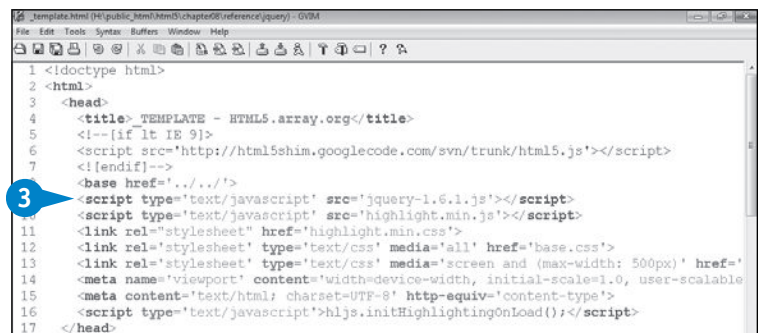 _template.html (H:\public_html\html5\chapter08\reference\jquery) - GVIM
File Edit Tools Syntax Buffers Window Help
1 <!doctype html>
2 <html>
3 <head>
4 <title>_TEMPLATE - HTML5.array.org</title>
5 <!--[if lt IE 9]>
6 <script src='http://html5shim.googlecode.com/svn/trunk/html5.js'></script>
7 <![endif]-->
<base href='../../'>
3 <script type='text/javascript' src='jquery-1.6.1.js'></script>
10 <script type='text/javascript' src='highlight.min.js'></script>
11 <link rel="stylesheet" href='highlight.min.css'>
12 <link rel='stylesheet' type='text/css' media='all' href='base.css'>
13 <link rel='stylesheet' type='text/css' media='screen and (max-width: 500px)' href='
14 <meta name='viewport' content='width=device-width, initial-scale=1.0, user-scalable
15 <meta content='text/html; charset=UTF-8' http-equiv='content-type'>
16 <script type='text/javascript'>hljs.initHighlightingOnLoad();</script>
17 </head>